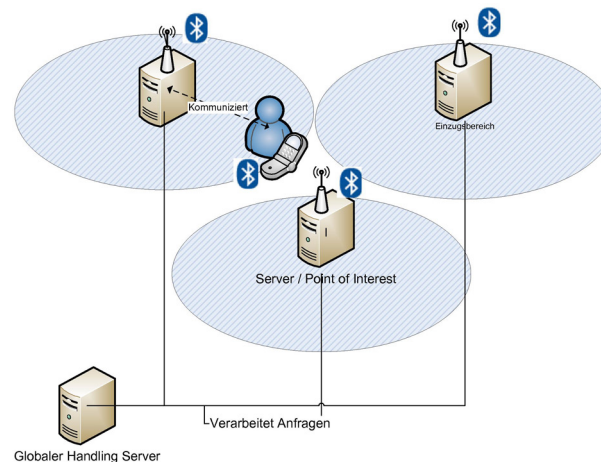 Kommuniziert
Einzugsbereich
Server / Point of Interest
Verarbeitet Anfragen
Globaler Handling Server